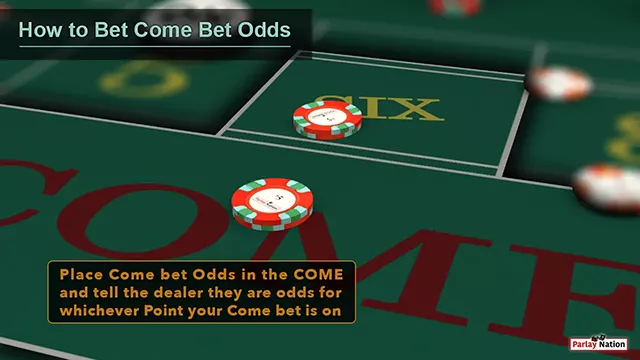 How to Bet Come Bet Odds
SIX
COME
Place Come bet Odds in the COME
and tell the dealer they are odds for
whichever Point your Come bet is on
Parlay Nation